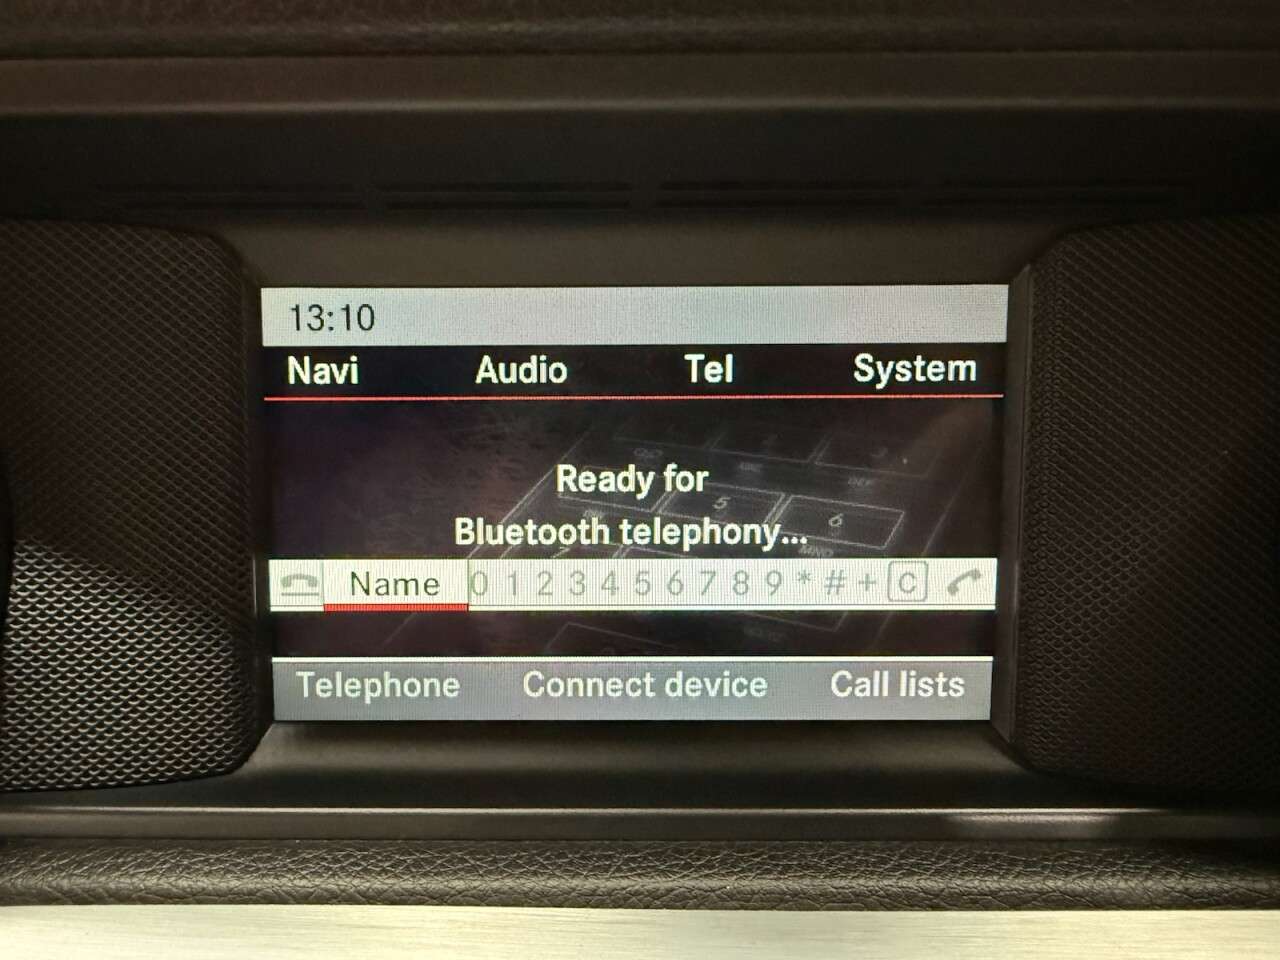 13:10
Navi Audio Tel System
Ready for
Bluetooth telephony...
Name 0 1 2 3 4 5 6 7 8 9 * # + C
Telephone Connect device Call lists